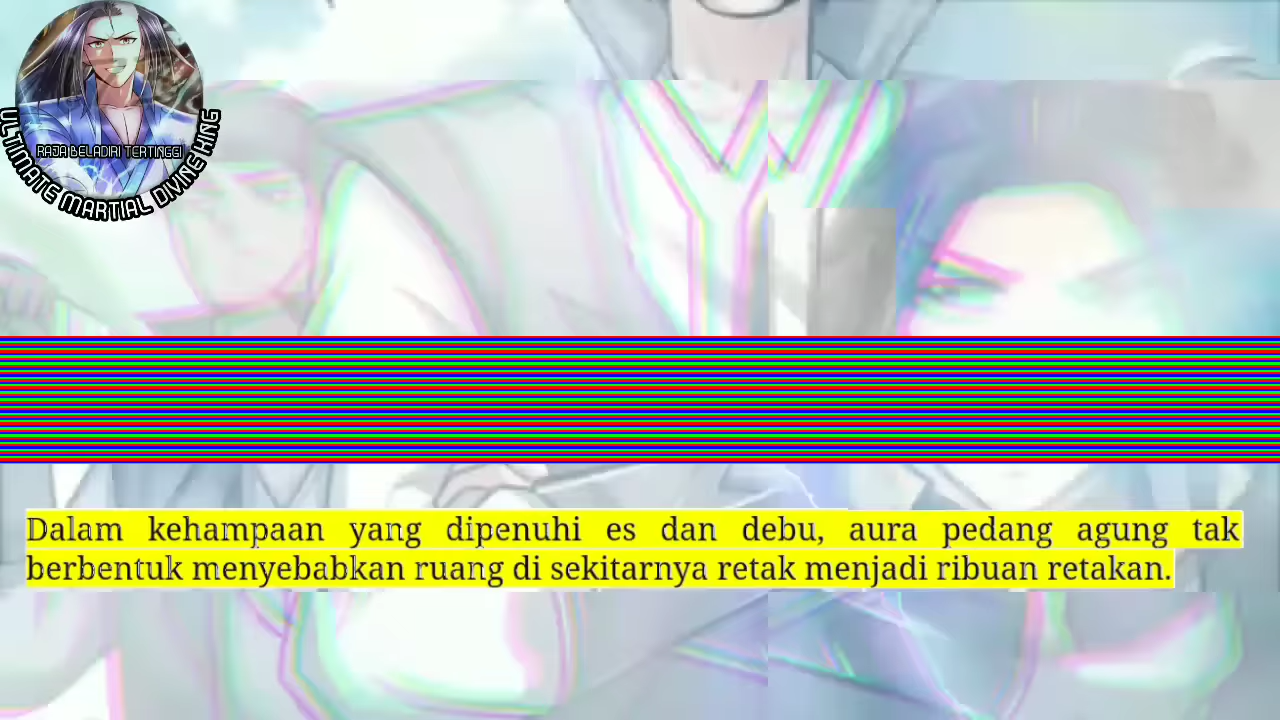 RAJA BELADIRI TERTINGGI
ULTIMATE MARTIAL DIVINE KING
Dalam kehampaan yang dipenuhi es dan debu, aura pedang agung tak
berbentuk menyebabkan ruang di sekitarnya retak menjadi ribuan retakan.